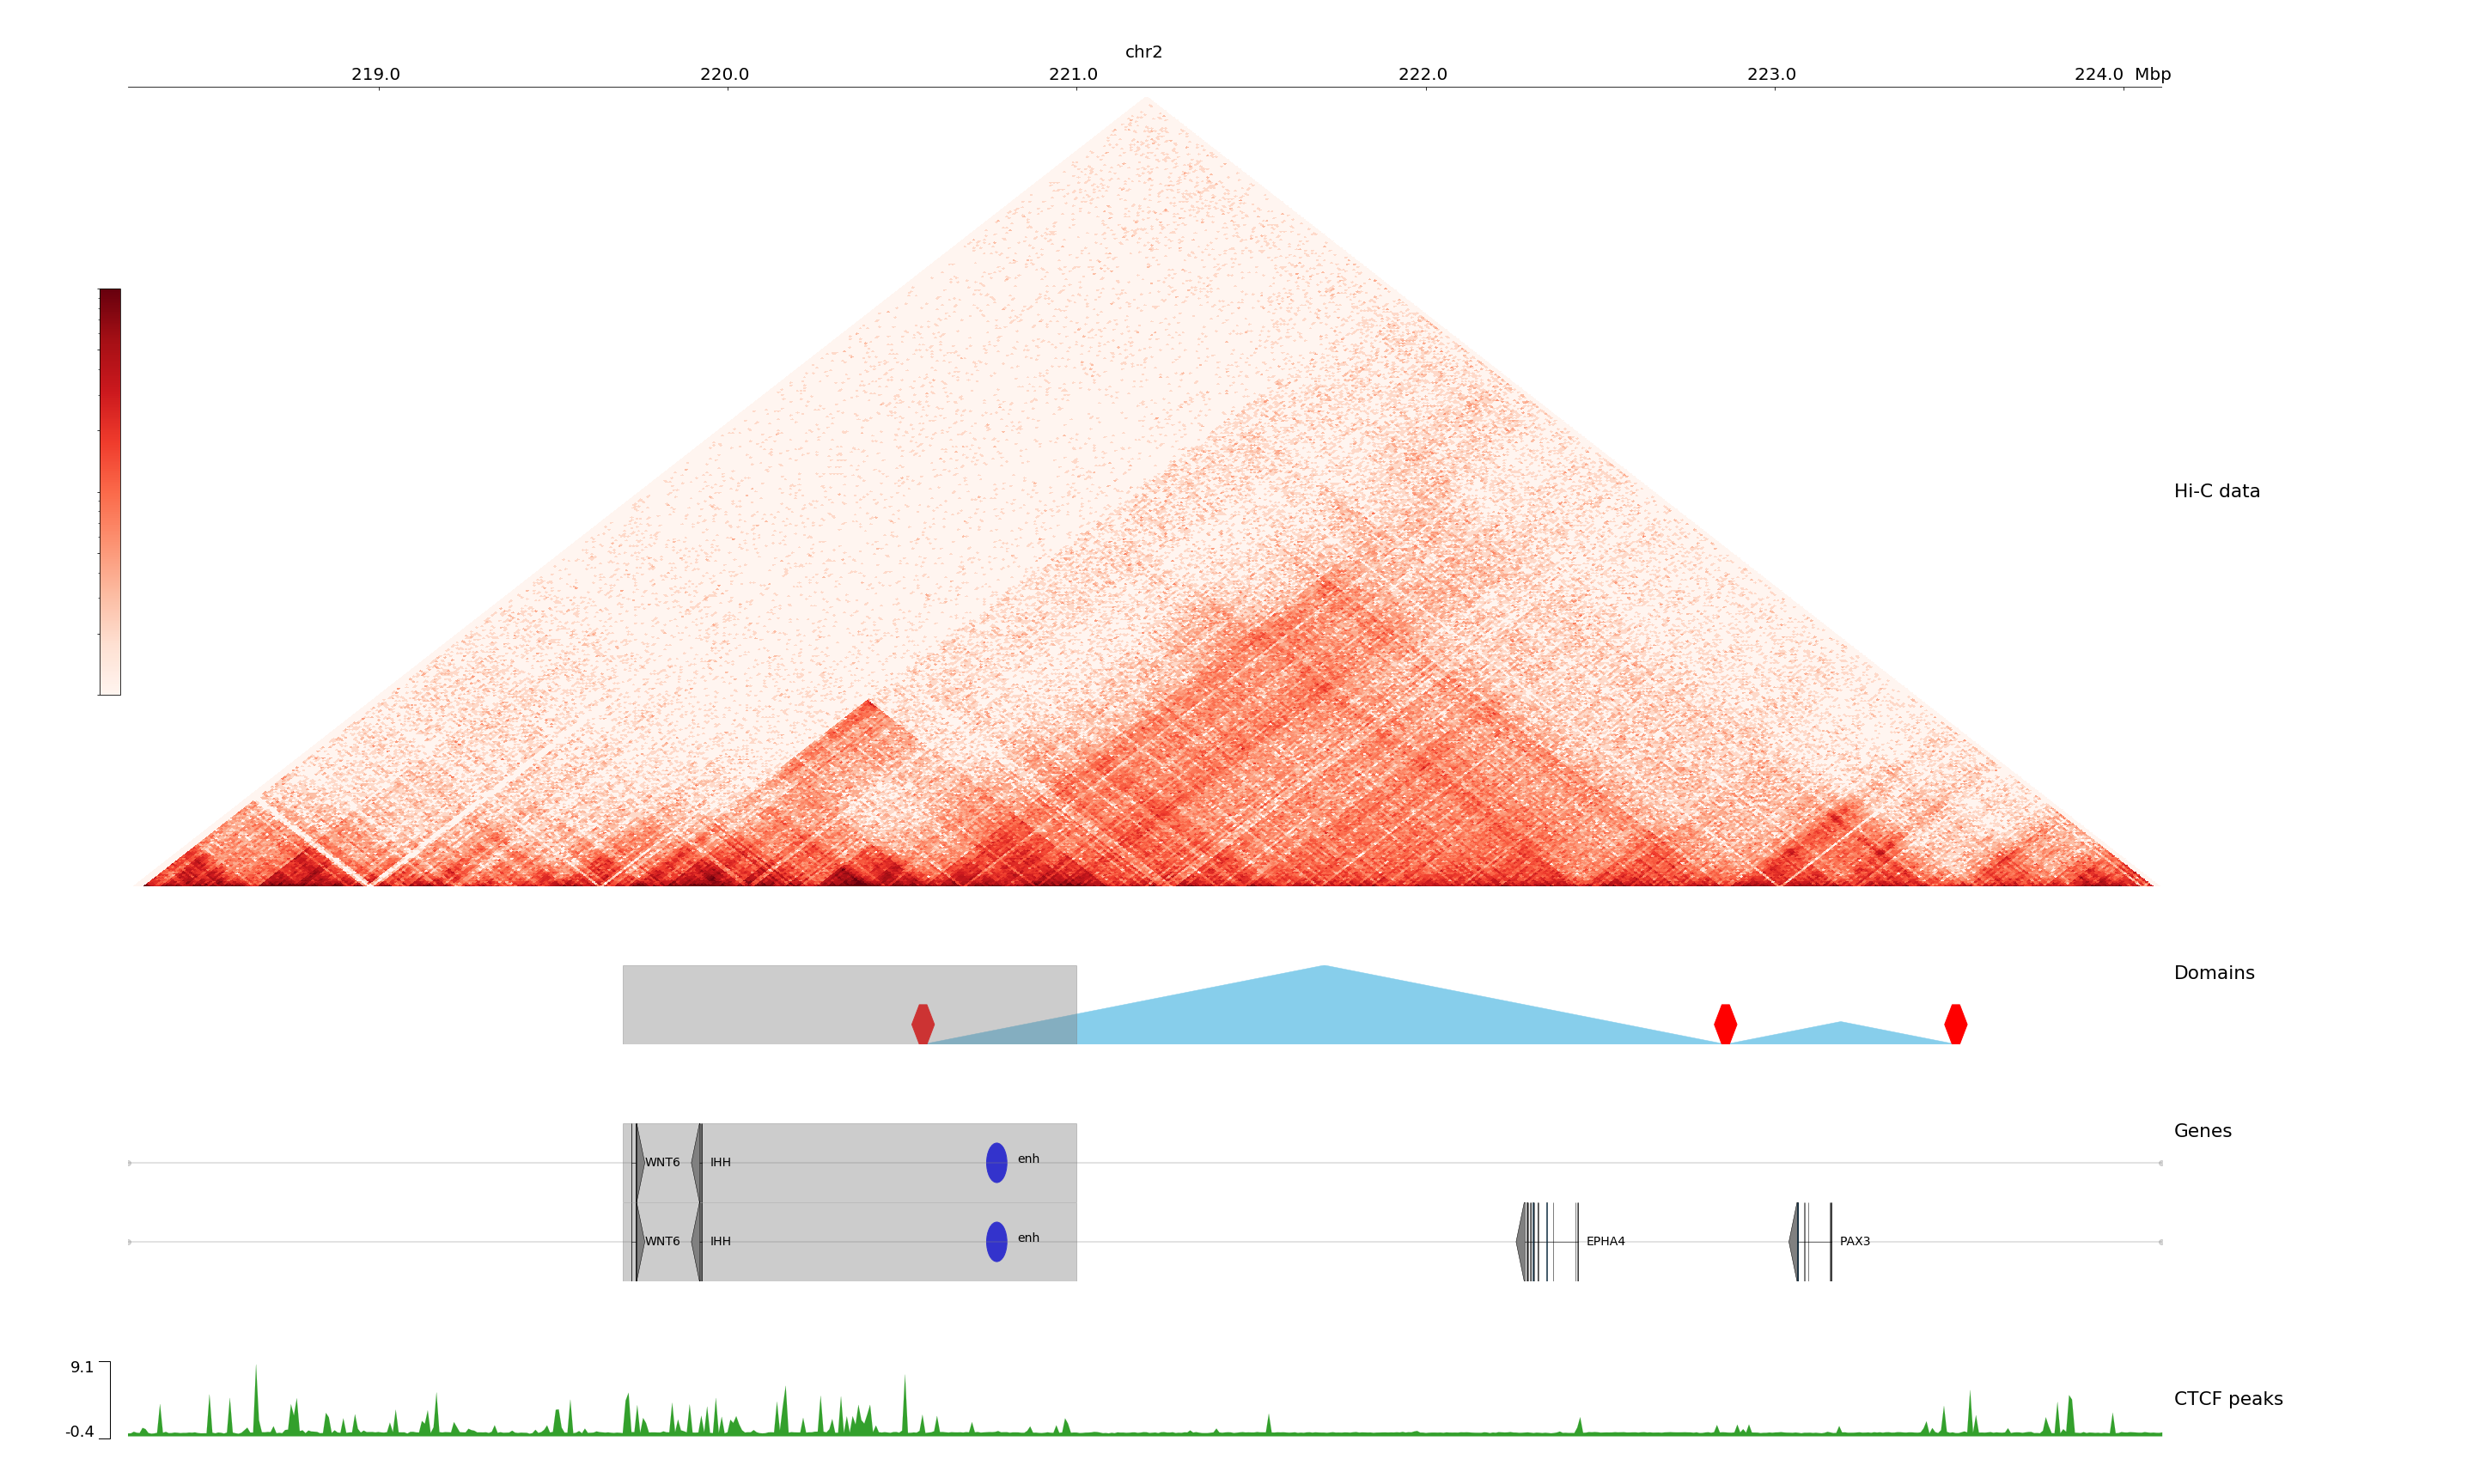 chr2
219.0 220.0 221.0 222.0 223.0 224.0 Mbp
Hi-C data
Domains
Genes
WNT6 IHH enh
WNT6 IHH enh EPHA4 PAX3
9.1
CTCF peaks
-0.4